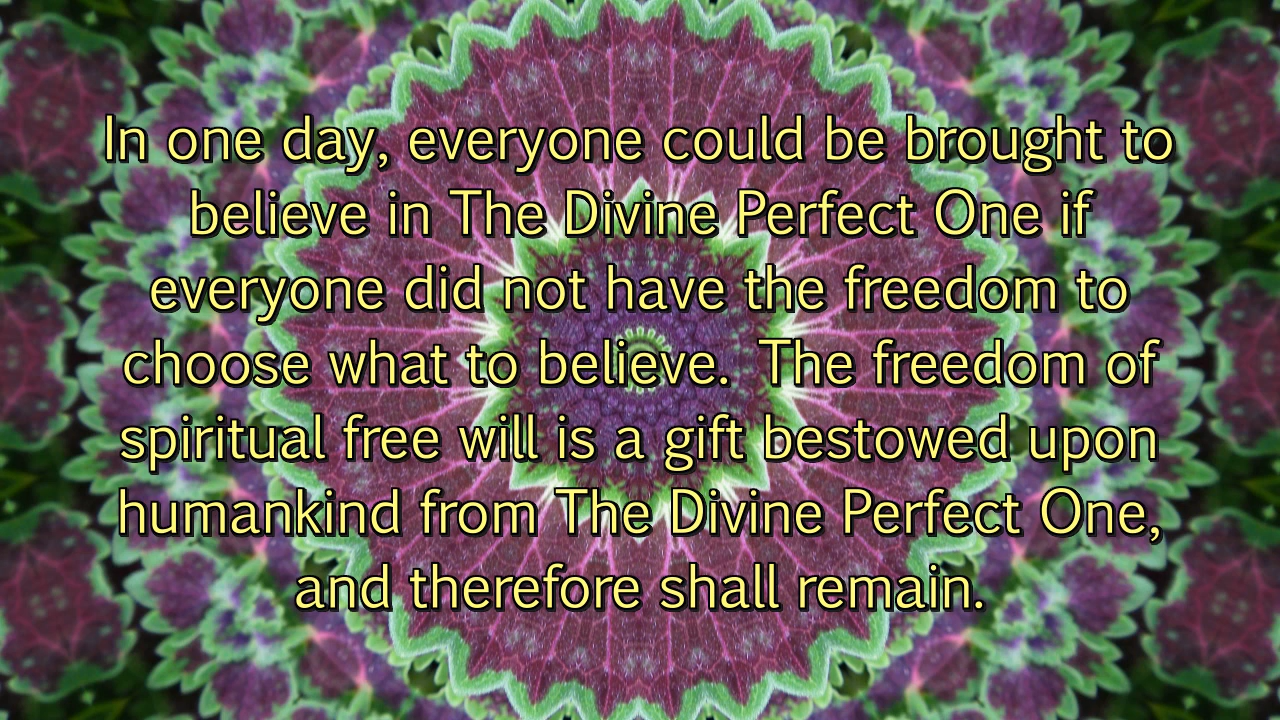 In one day, everyone could be brought to
believe in The Divine Perfect One if
everyone did not have the freedom to
choose what to believe.  The freedom of
spiritual free will is a gift bestowed upon
humankind from The Divine Perfect One,
and therefore shall remain.